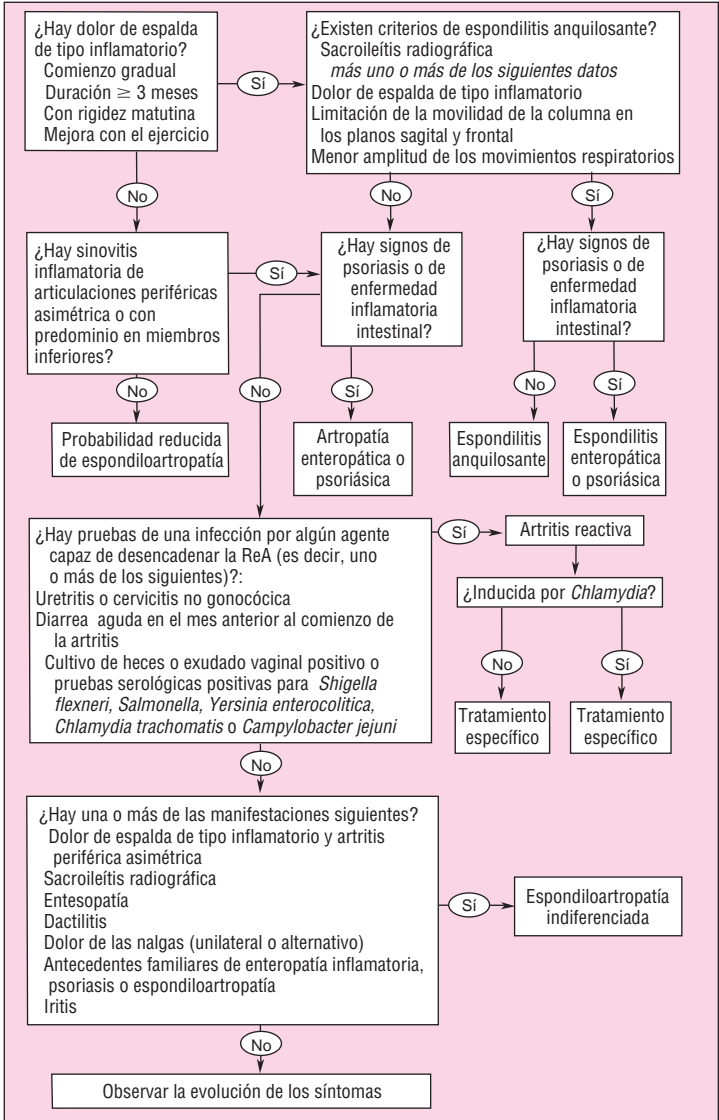 ¿Hay dolor de espalda
de tipo inflamatorio?
Comienzo gradual
Duración ≥ 3 meses
Con rigidez matutina
Mejora con el ejercicio
Sí
¿Existen criterios de espondilitis anquilosante?
Sacroileítis radiográfica
más uno o más de los siguientes datos
Dolor de espalda de tipo inflamatorio
Limitación de la movilidad de la columna en
los planos sagital y frontal
Menor amplitud de los movimientos respiratorios
No
No
Sí
¿Hay sinovitis
inflamatoria de
articulaciones periféricas
asimétrica o con
predominio en miembros
inferiores?
Sí
¿Hay signos de
psoriasis o de
enfermedad
inflamatoria
intestinal?
¿Hay signos de
psoriasis o de
enfermedad
inflamatoria
intestinal?
No
No
Sí
No
Sí
Probabilidad reducida
de espondiloartropatía
Artropatía
enteropática o
psoriásica
Espondilitis
anquilosante
Espondilitis
enteropática
o psoriásica
¿Hay pruebas de una infección por algún agente
capaz de desencadenar la ReA (es decir, uno
o más de los siguientes)?:
Uretritis o cervicitis no gonocócica
Diarrea aguda en el mes anterior al comienzo de
la artritis
Cultivo de heces o exudado vaginal positivo o
pruebas serológicas positivas para Shigella
flexneri, Salmonella, Yersinia enterocolitica,
Chlamydia trachomatis o Campylobacter jejuni
Sí
Artritis reactiva
¿Inducida por Chlamydia?
No
Sí
Tratamiento
específico
Tratamiento
específico
No
¿Hay una o más de las manifestaciones siguientes?
Dolor de espalda de tipo inflamatorio y artritis
periférica asimétrica
Sacroileítis radiográfica
Entesopatía
Dactilitis
Dolor de las nalgas (unilateral o alternativo)
Antecedentes familiares de enteropatía inflamatoria,
psoriasis o espondiloartropatía
Iritis
Sí
Espondiloartropatía
indiferenciada
No
Observar la evolución de los síntomas